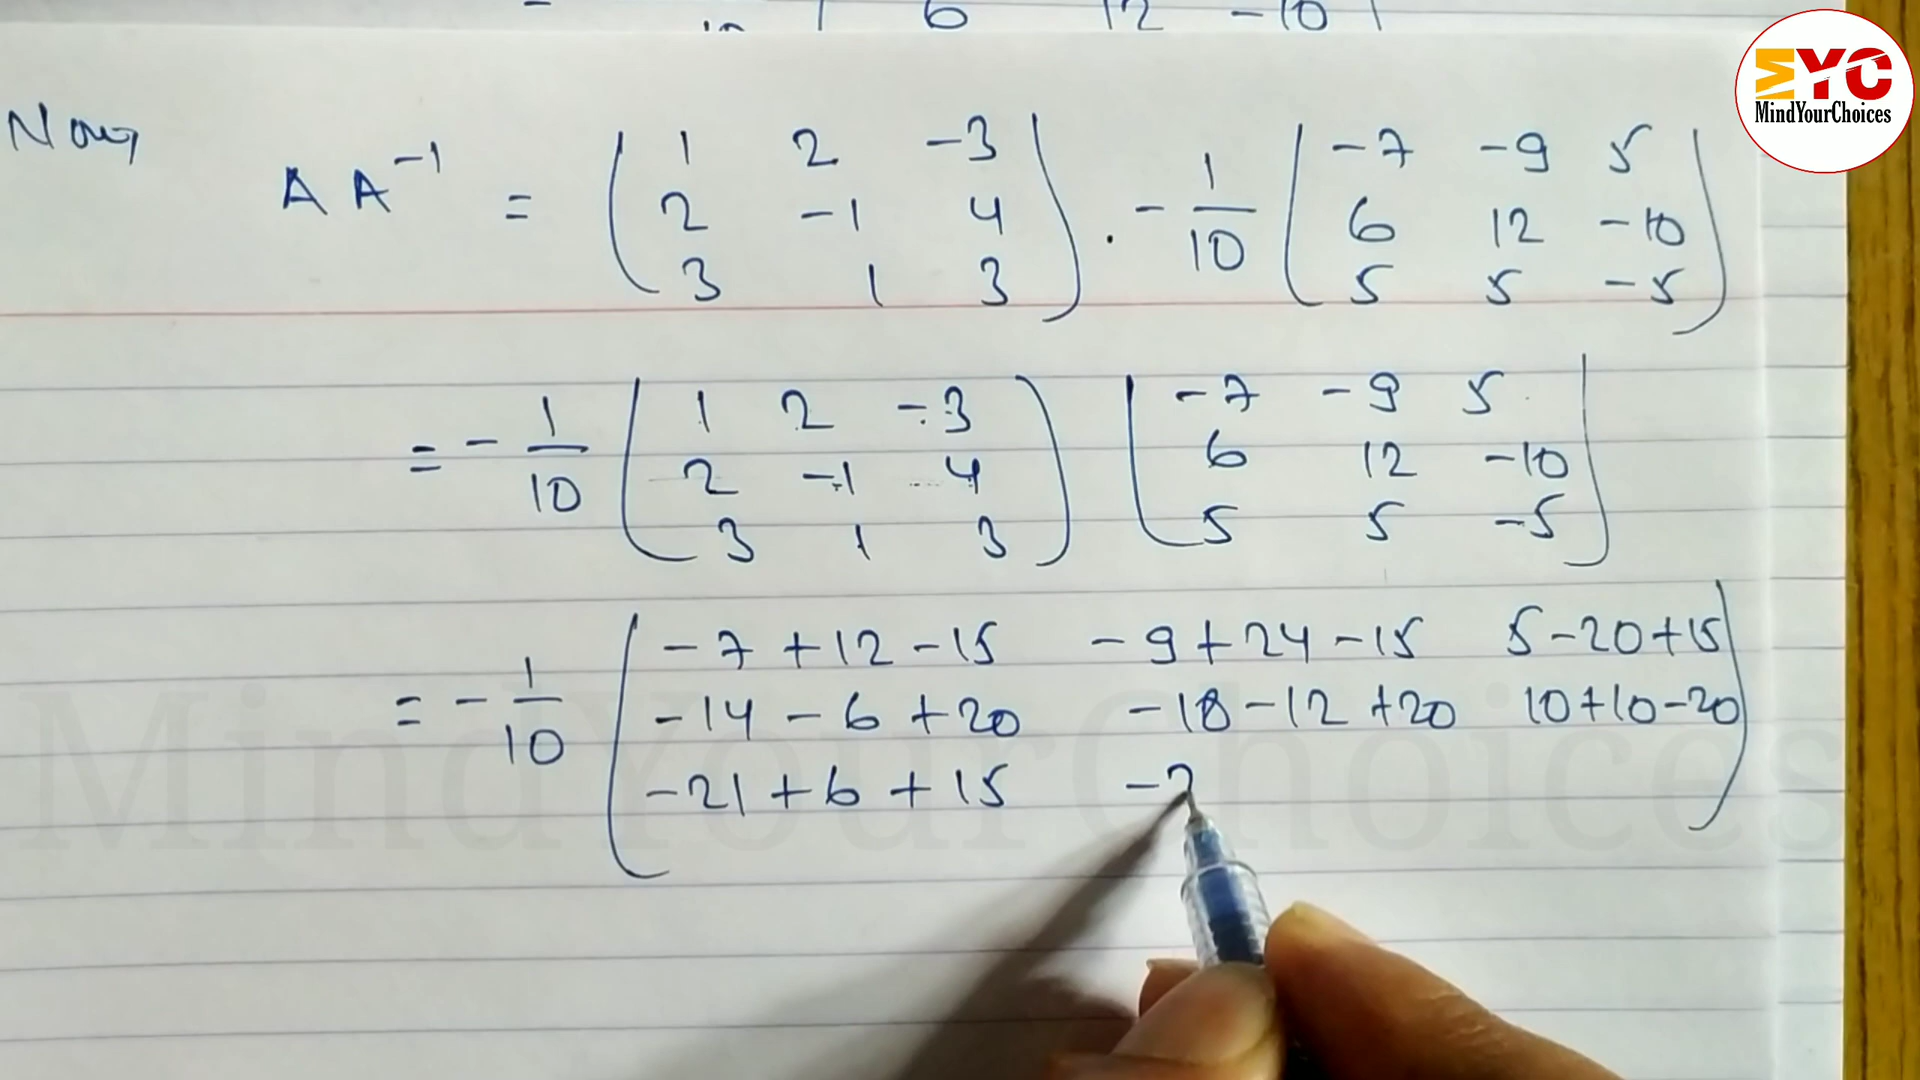 6 12 -10
MYC
MindYourChoices
Now
A A⁻¹ = ( 1 2 -3 ) . - 1/10 ( -7 -9 5 )
( 2 -1 4 ) ( 6 12 -10 )
( 3 1 3 ) ( 5 5 -5 )
= - 1/10 ( 1 2 -3 ) ( -7 -9 5 )
( 2 -1 4 ) ( 6 12 -10 )
( 3 1 3 ) ( 5 5 -5 )
= - 1/10 ( -7 + 12 - 15 -9 + 24 - 15 5 - 20 + 15 )
( -14 - 6 + 20 -18 - 12 + 20 10 + 10 - 20 )
( -21 + 6 + 15 -2 )
MindYourChoices